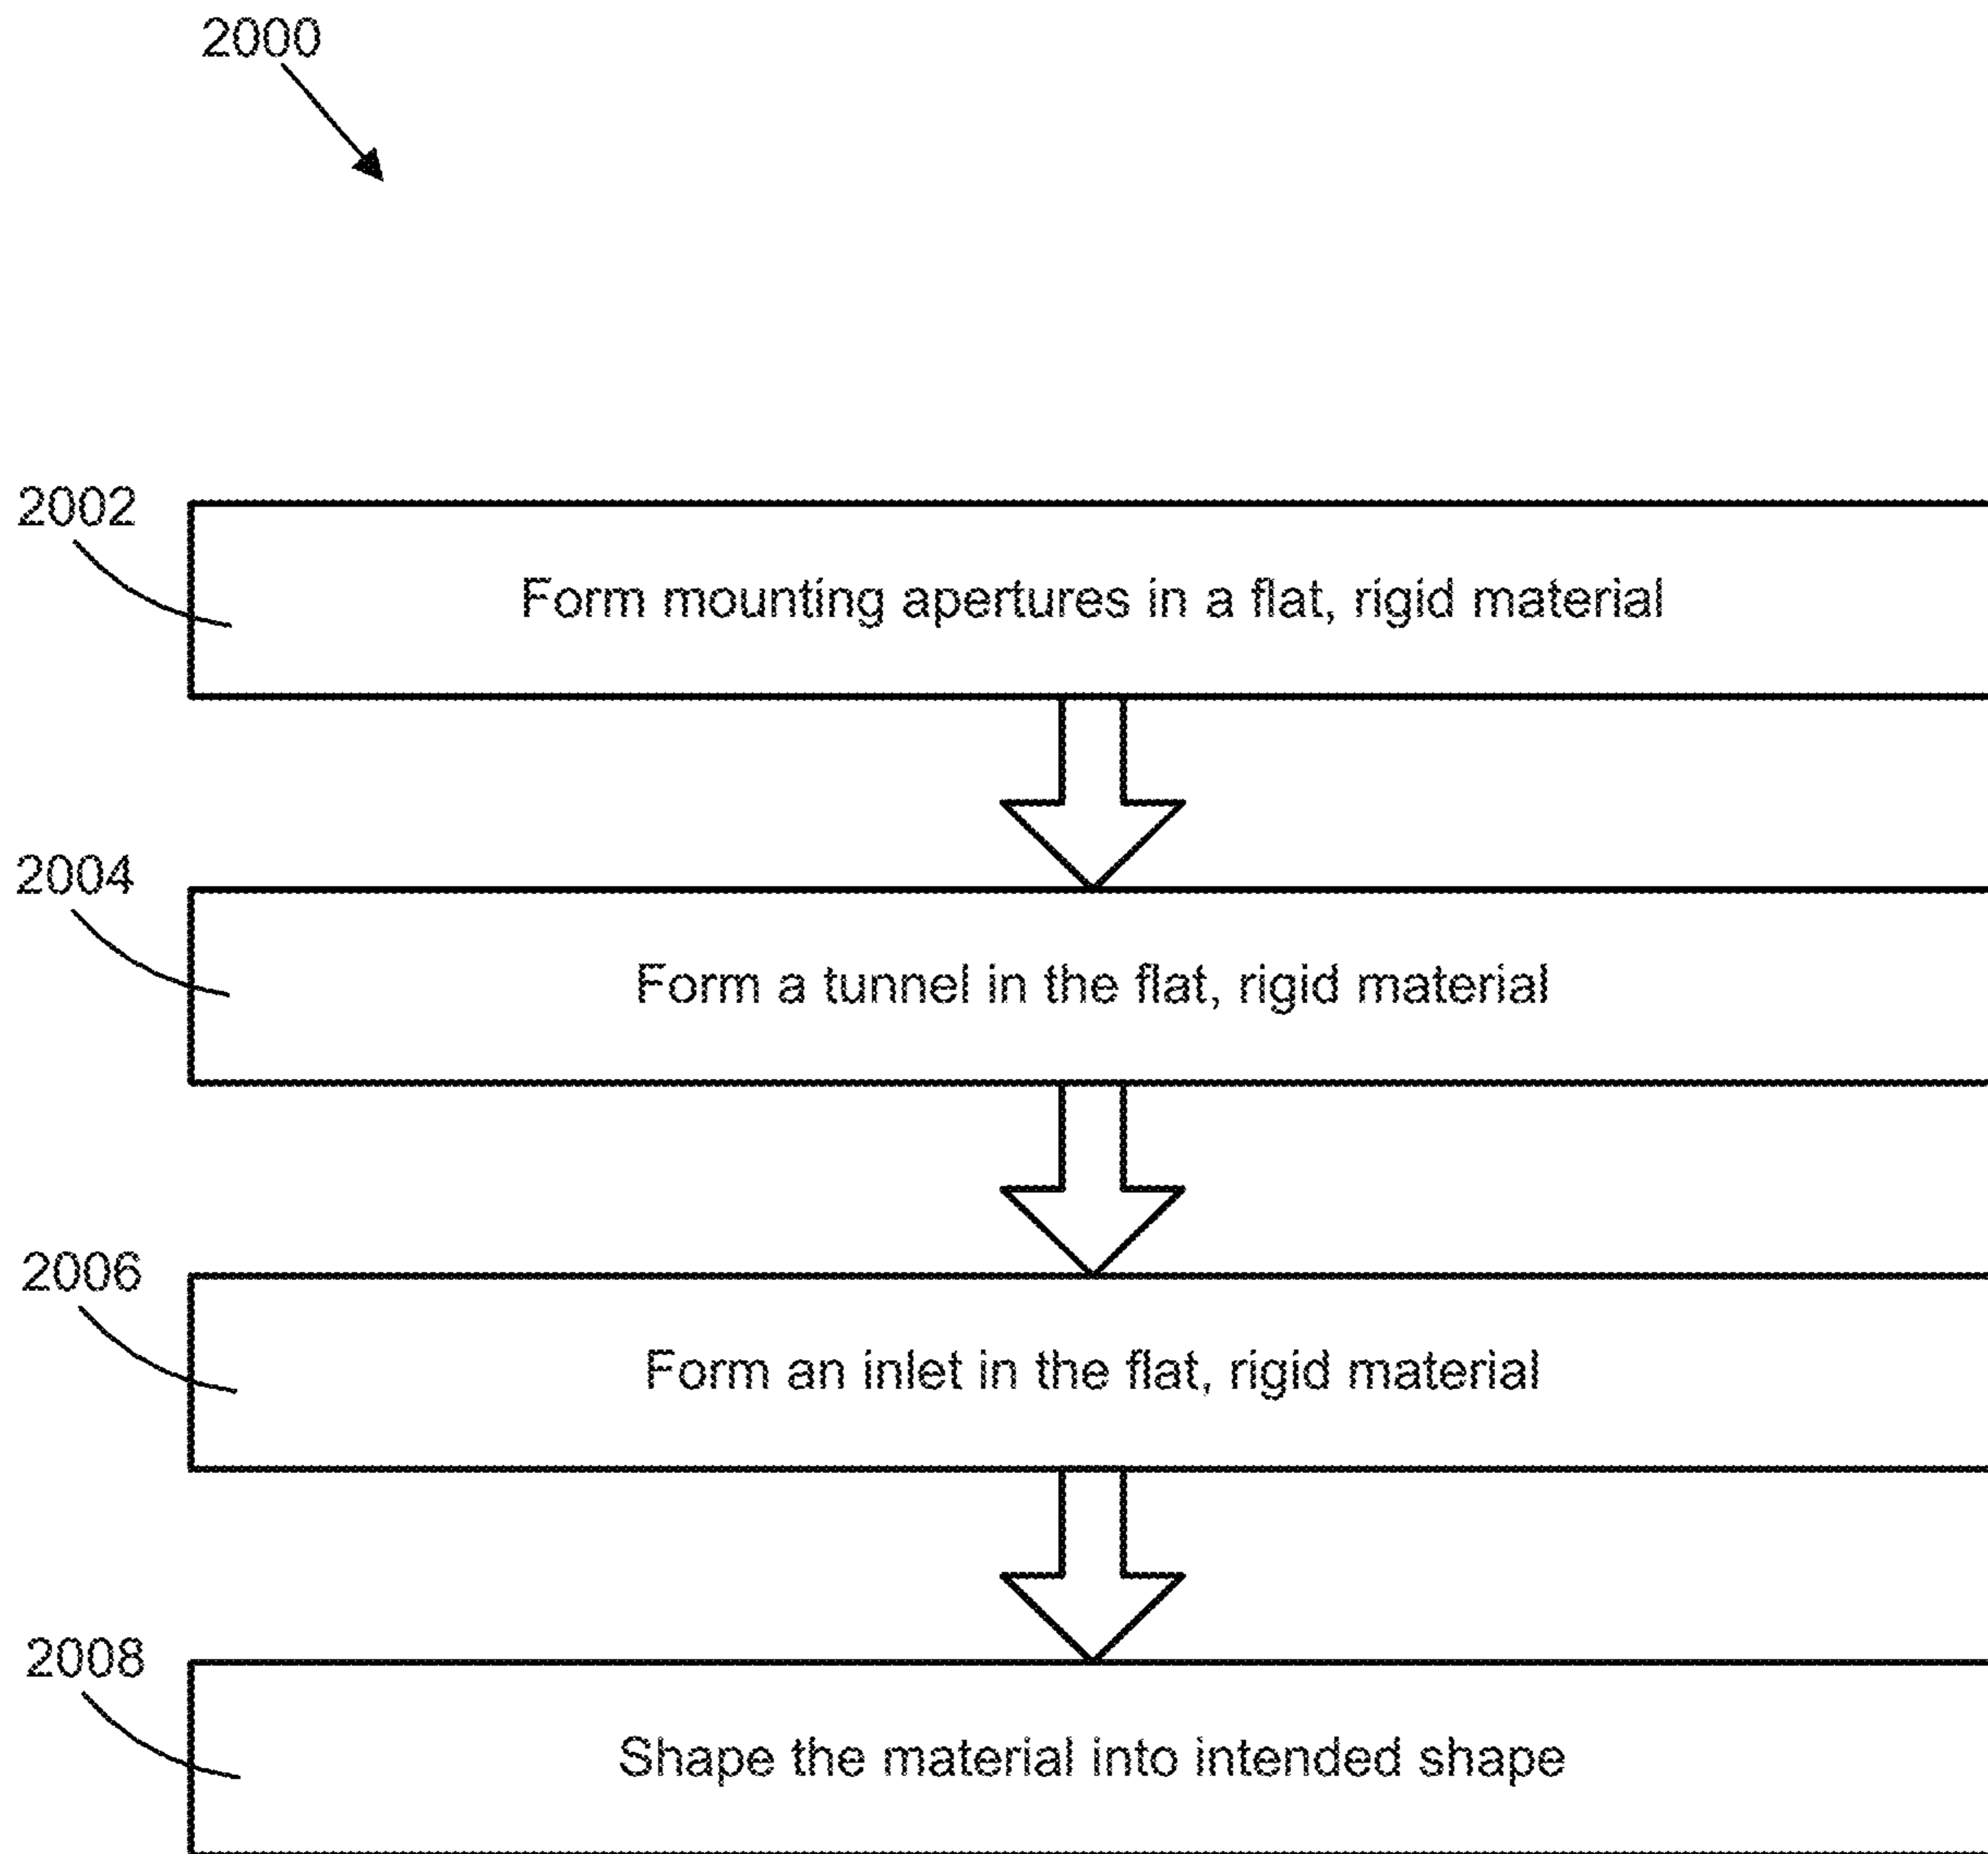 2000
2002
Form mounting apertures in a flat, rigid material
2004
Form a tunnel in the flat, rigid material
2006
Form an inlet in the flat, rigid material
2008
Shape the material into intended shape